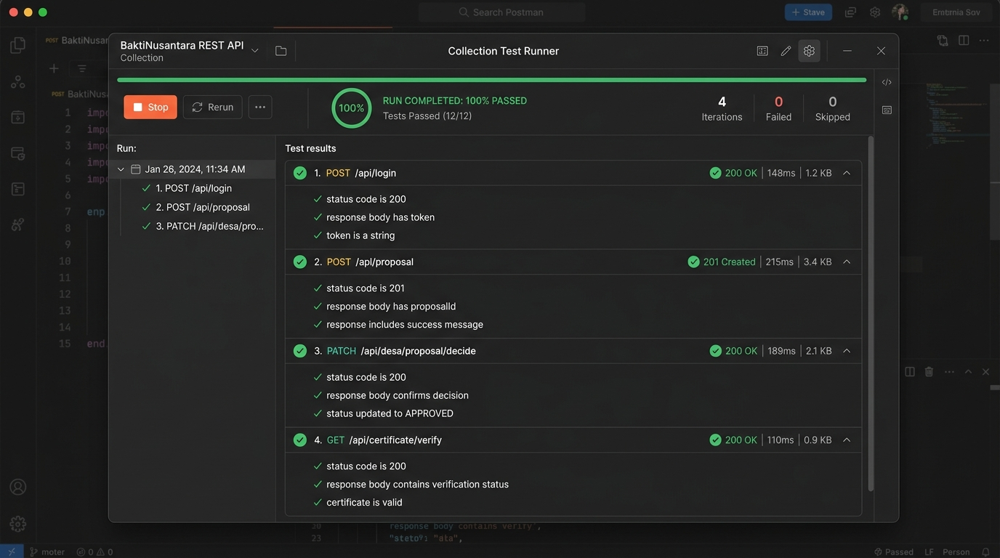 Search Postman
+ Stave
Embmnia Sav
POST BaktiNusar
BaktiNusantara REST API
Collection
Collection Test Runner
POST BaktiNusa
Stop
Rerun
100%
RUN COMPLETED: 100% PASSED
Tests Passed (12/12)
4
Iterations
0
Failed
0
Skipped
1 impo
2 impo
3 impo
4 impo
5 impo
6
7 enp
8
9
10
11
12
13
14
15 end
Run:
Jan 26, 2024, 11:34 AM
1. POST /api/login
2. POST /api/proposal
3. PATCH /api/desa/pro...
Test results
1. POST /api/login 200 OK 148ms 1.2 KB
status code is 200
response body has token
token is a string
2. POST /apl/proposal 201 Created 215ms 3.4 KB
status code is 201
response body has proposalld
response includes success message
3. PATCH /api/desa/proposal/decide 200 OK 189ms 2.1 KB
status code is 200
response body confirms decision
status updated to APPROVED
4. GET /api/certificate/verify 200 OK 110ms 0.9 KB
status code is 200
response body contains verification status
certificate is valid
30 response body contains verify',
23 "stetoʸ: "ata",
moter 0 0
Passed LF Person